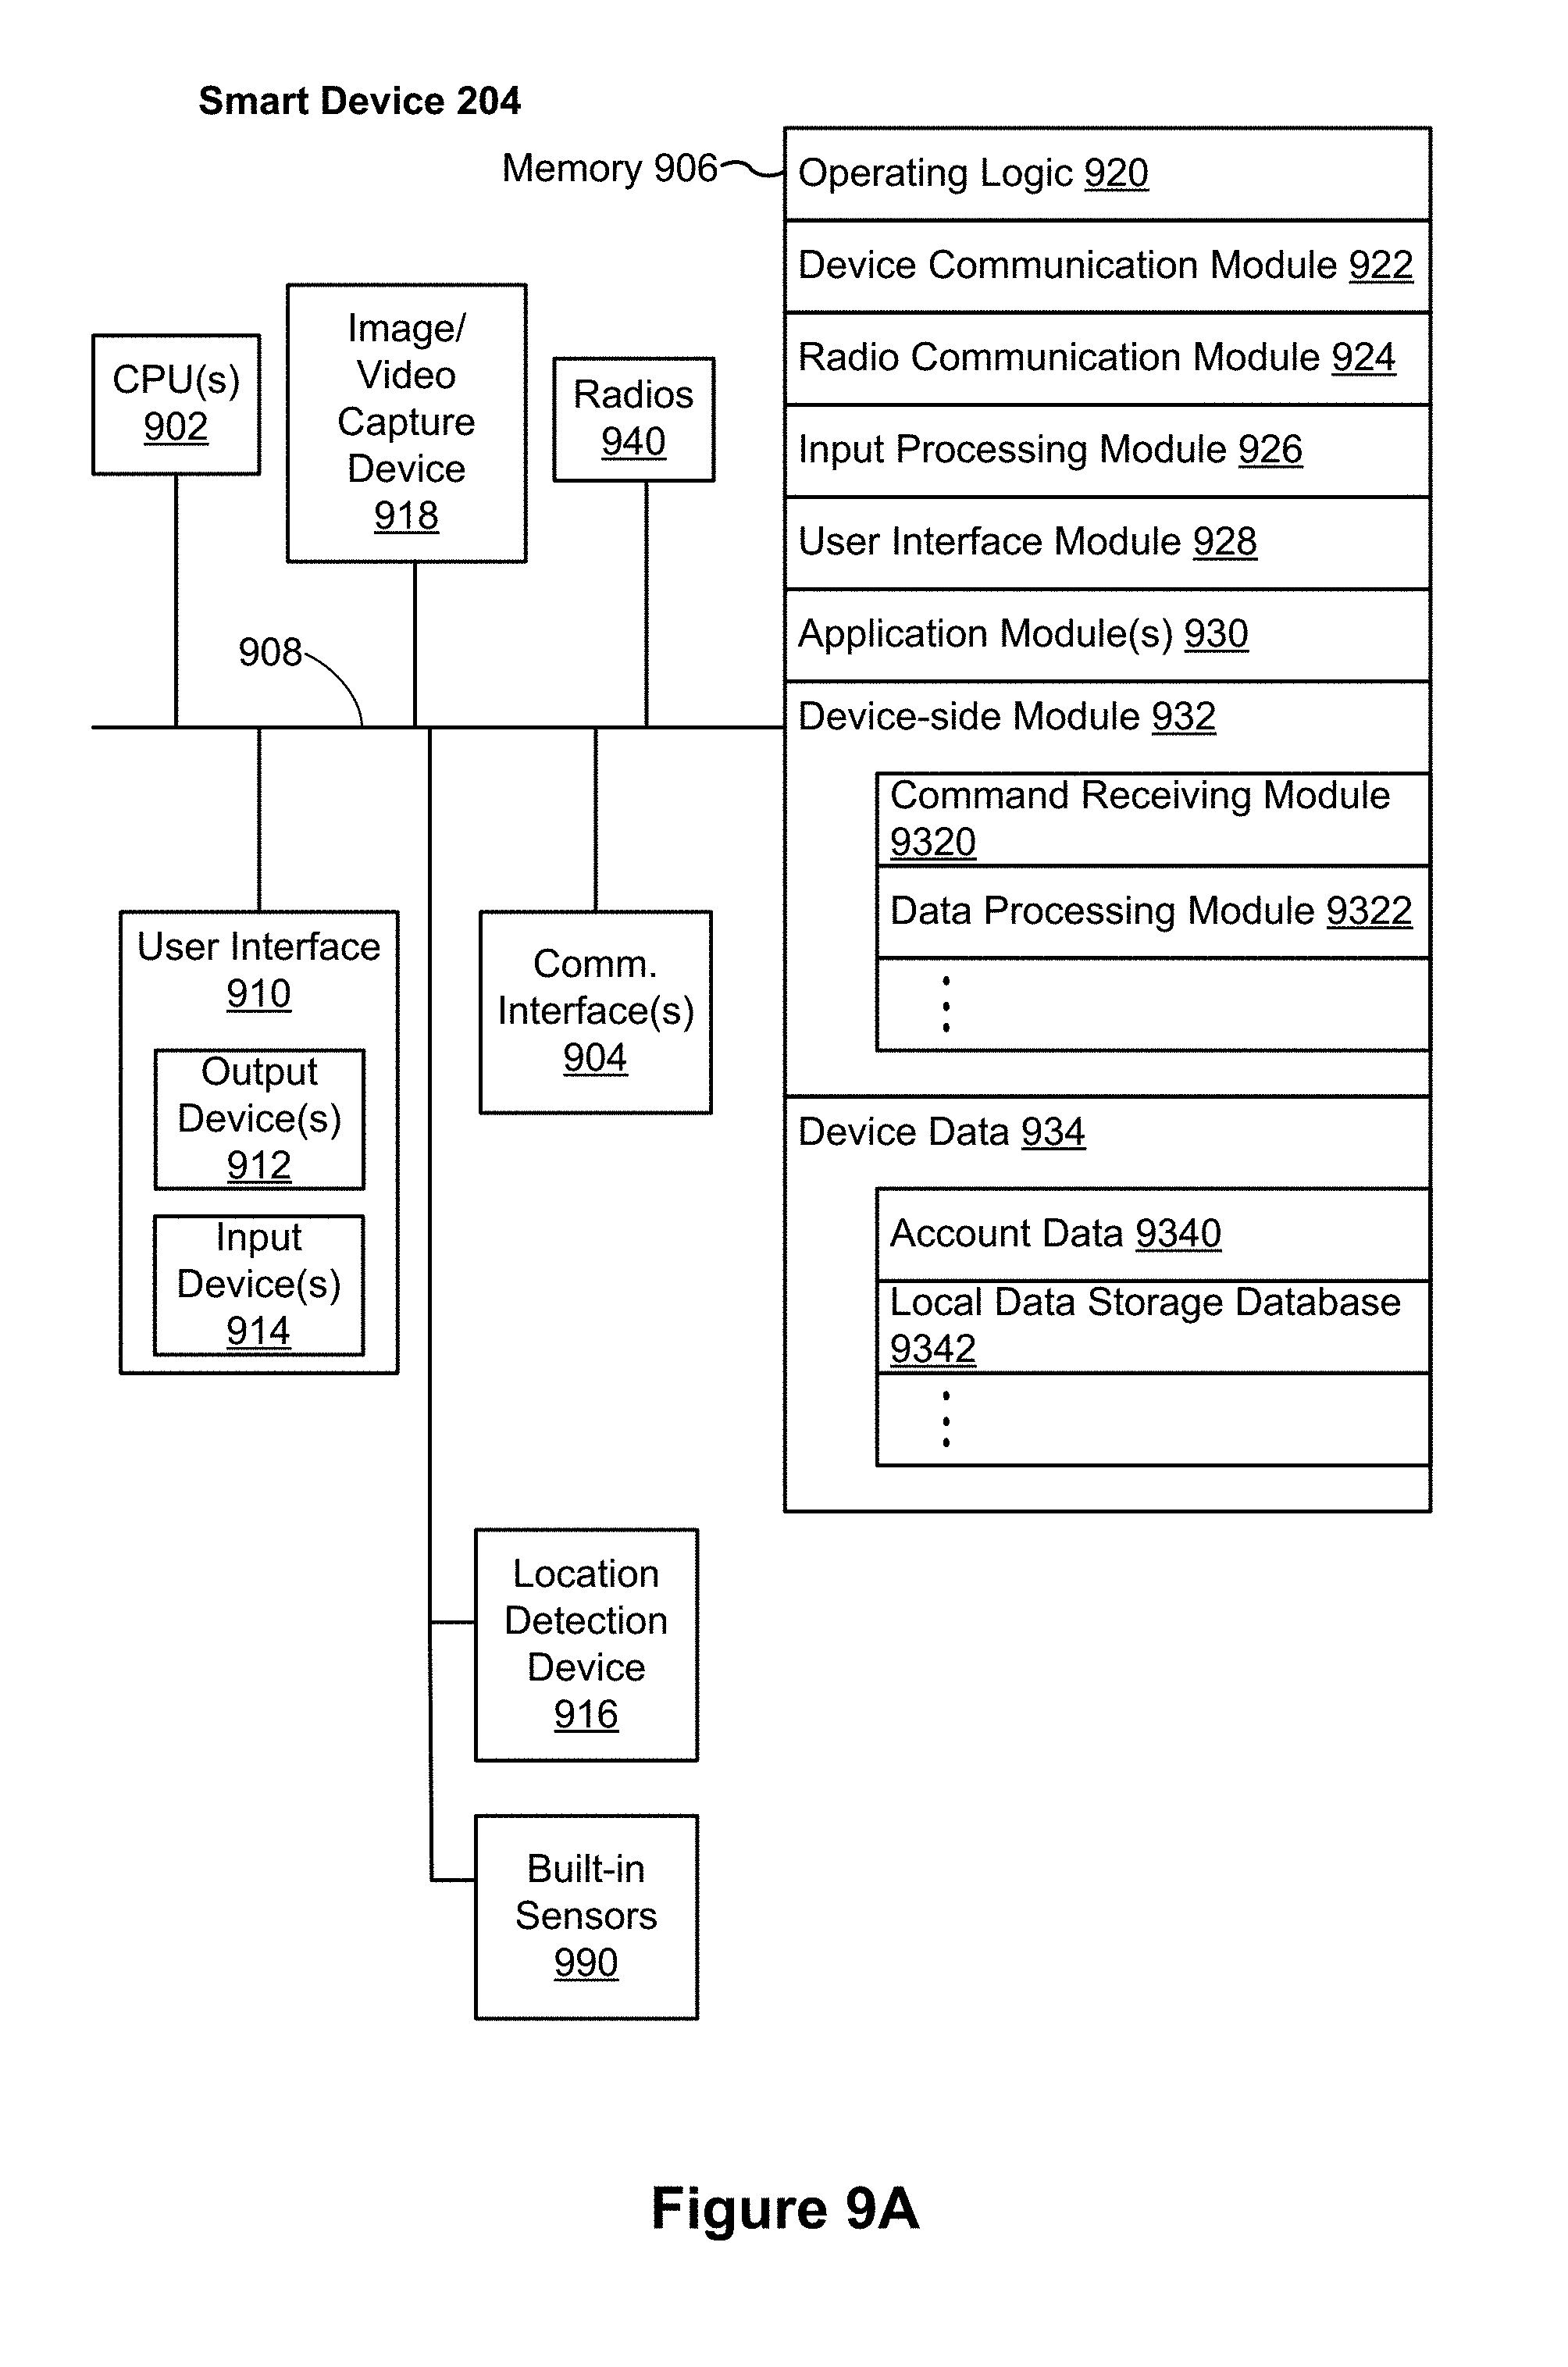 Smart Device 204
Memory 906
Operating Logic 920
Device Communication Module 922
Radio Communication Module 924
Input Processing Module 926
User Interface Module 928
Application Module(s) 930
Device-side Module 932
Command Receiving Module
9320
Data Processing Module 9322
Device Data 934
Account Data 9340
Local Data Storage Database
9342
CPU(s)
902
Image/
Video
Capture
Device
918
Radios
940
908
User Interface
910
Output
Device(s)
912
Input
Device(s)
914
Comm.
Interface(s)
904
Location
Detection
Device
916
Built-in
Sensors
990
Figure 9A